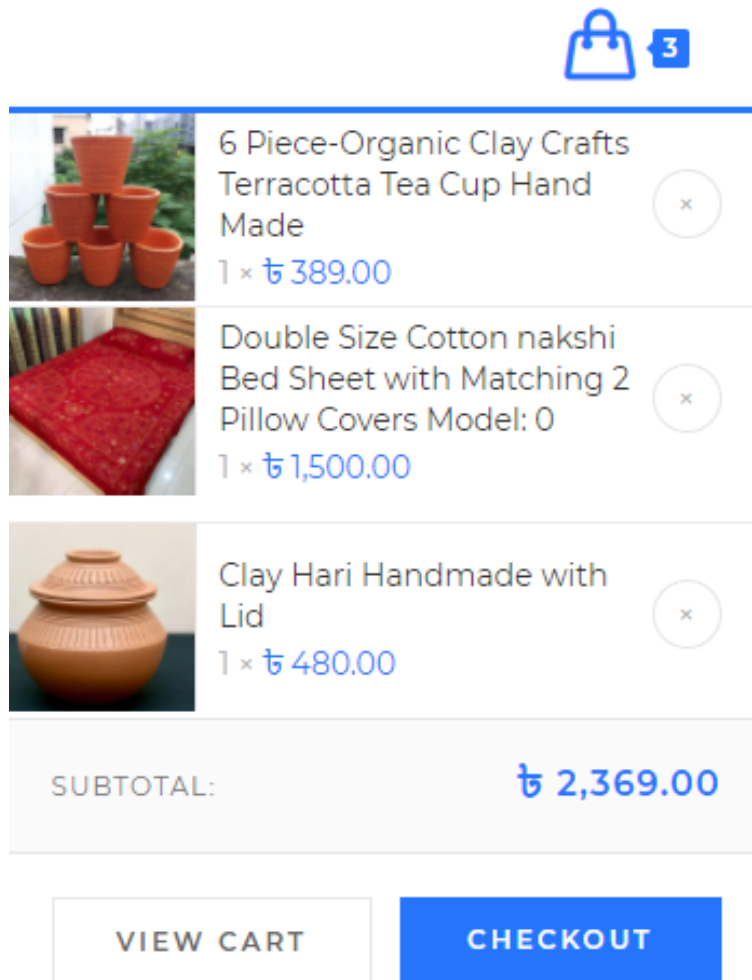 3
6 Piece-Organic Clay Crafts
Terracotta Tea Cup Hand
Made
1 × ৳ 389.00
×
Double Size Cotton nakshi
Bed Sheet with Matching 2
Pillow Covers Model: 0
1 × ৳ 1,500.00
×
Clay Hari Handmade with
Lid
1 × ৳ 480.00
×
SUBTOTAL: ৳ 2,369.00
VIEW CART CHECKOUT